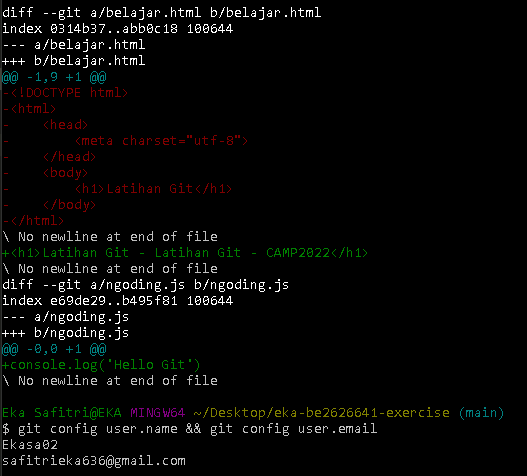 diff --git a/belajar.html b/belajar.html
index 0314b37..abb0c18 100644
--- a/belajar.html
+++ b/belajar.html
@@ -1,9 +1 @@
-<!DOCTYPE html>
-<html>
-    <head>
-        <meta charset="utf-8">
-    </head>
-    <body>
-        <h1>Latihan Git</h1>
-    </body>
-</html>
\ No newline at end of file
+<h1>Latihan Git - Latihan Git - CAMP2022</h1>
\ No newline at end of file
diff --git a/ngoding.js b/ngoding.js
index e69de29..b495f81 100644
--- a/ngoding.js
+++ b/ngoding.js
@@ -0,0 +1 @@
+console.log('Hello Git')
\ No newline at end of file
Eka Safitri@EKA MINGW64 ~/Desktop/eka-be2626641-exercise (main)
$ git config user.name && git config user.email
Ekasa02
safitrieka636@gmail.com